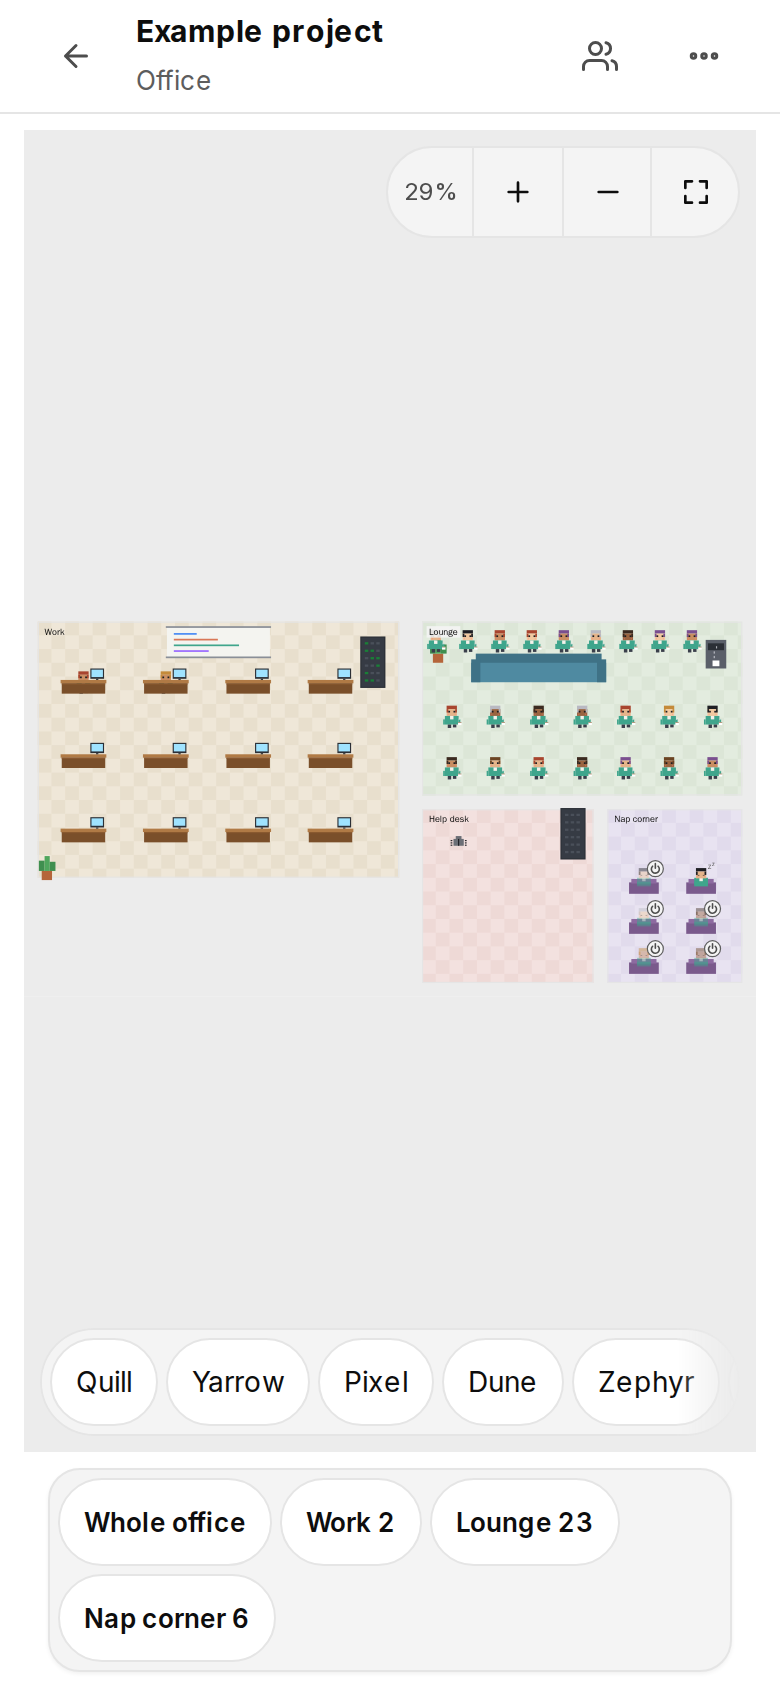 Example project
Office
29%
Work
Lounge
Help desk
Nap corner
zz
Quill
Yarrow
Pixel
Dune
Zephyr
Whole office
Work 2
Lounge 23
Nap corner 6